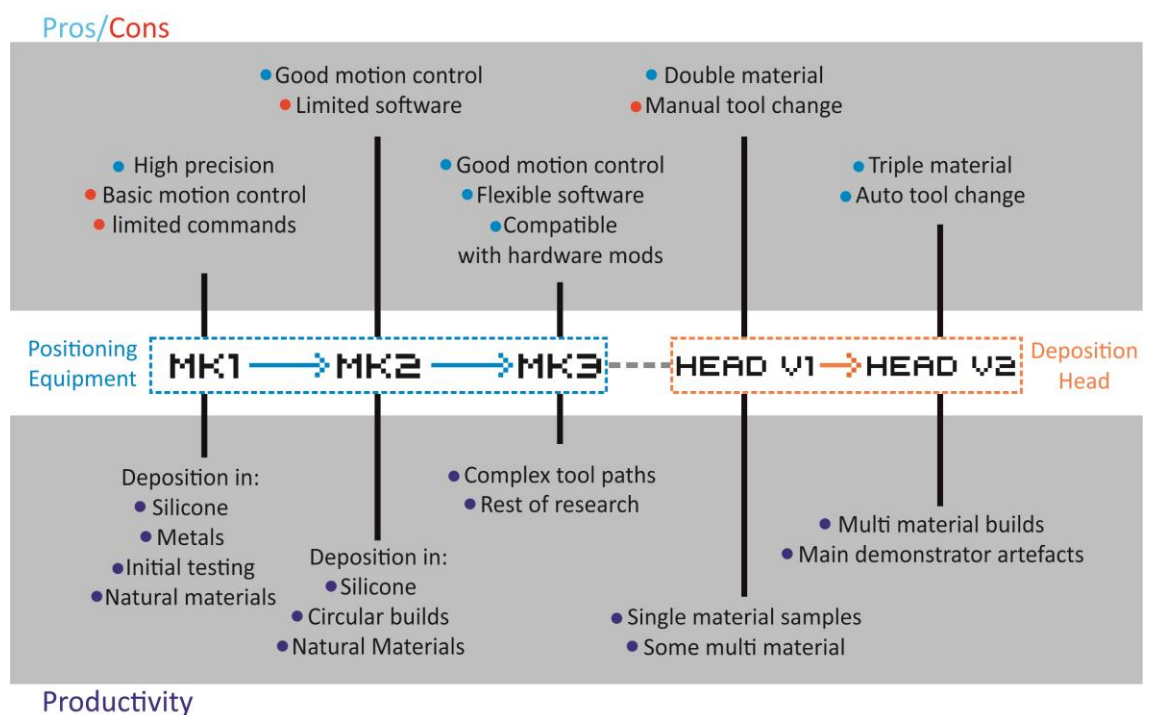 Pros/Cons
• Good motion control
• Limited software
• Double material
• Manual tool change
• High precision
• Basic motion control
• limited commands
• Good motion control
• Flexible software
• Compatible
with hardware mods
• Triple material
• Auto tool change
Positioning
Equipment
MK1
MK2
MK3
HEAD V1
HEAD V2
Deposition
Head
Deposition in:
• Silicone
• Metals
• Initial testing
• Natural materials
Deposition in:
• Silicone
• Circular builds
• Natural Materials
• Complex tool paths
• Rest of research
• Single material samples
• Some multi material
• Multi material builds
• Main demonstrator artefacts
Productivity